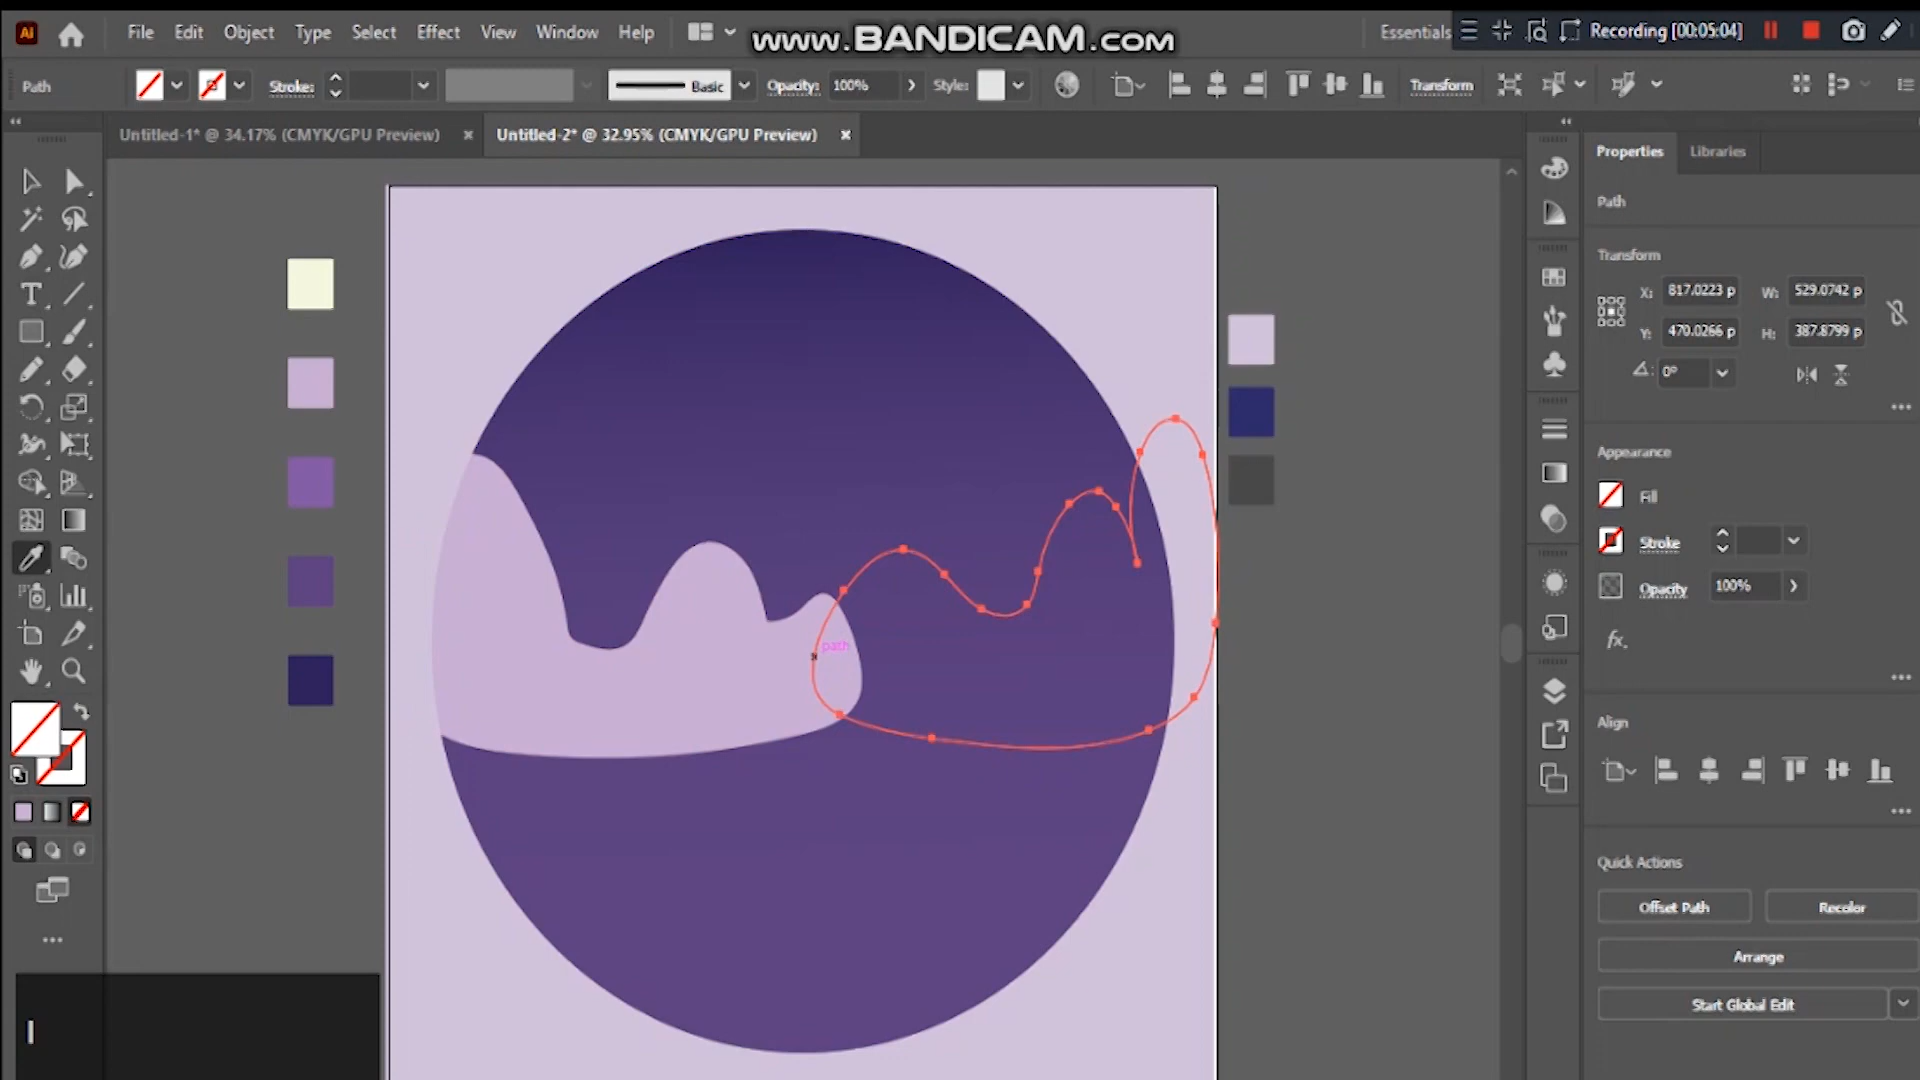 Ai File Edit Object Type Select Effect View Window Help www.BANDICAM.com Essentials Recording [00:05:04]
Path Stroke: Basic Opacity: 100% Style: Transform
Untitled-1* @ 34.17% (CMYK/GPU Preview) Untitled-2* @ 32.95% (CMYK/GPU Preview)
Properties Libraries
Path
Transform
X: 817.0223 p W: 529.0742 p
Y: 470.0266 p H: 387.8799 p
0°
Appearance
Fill
Stroke
Opacity 100%
fx.
path
Align
Quick Actions
Offset Path Recolor
Arrange
Start Global Edit
I